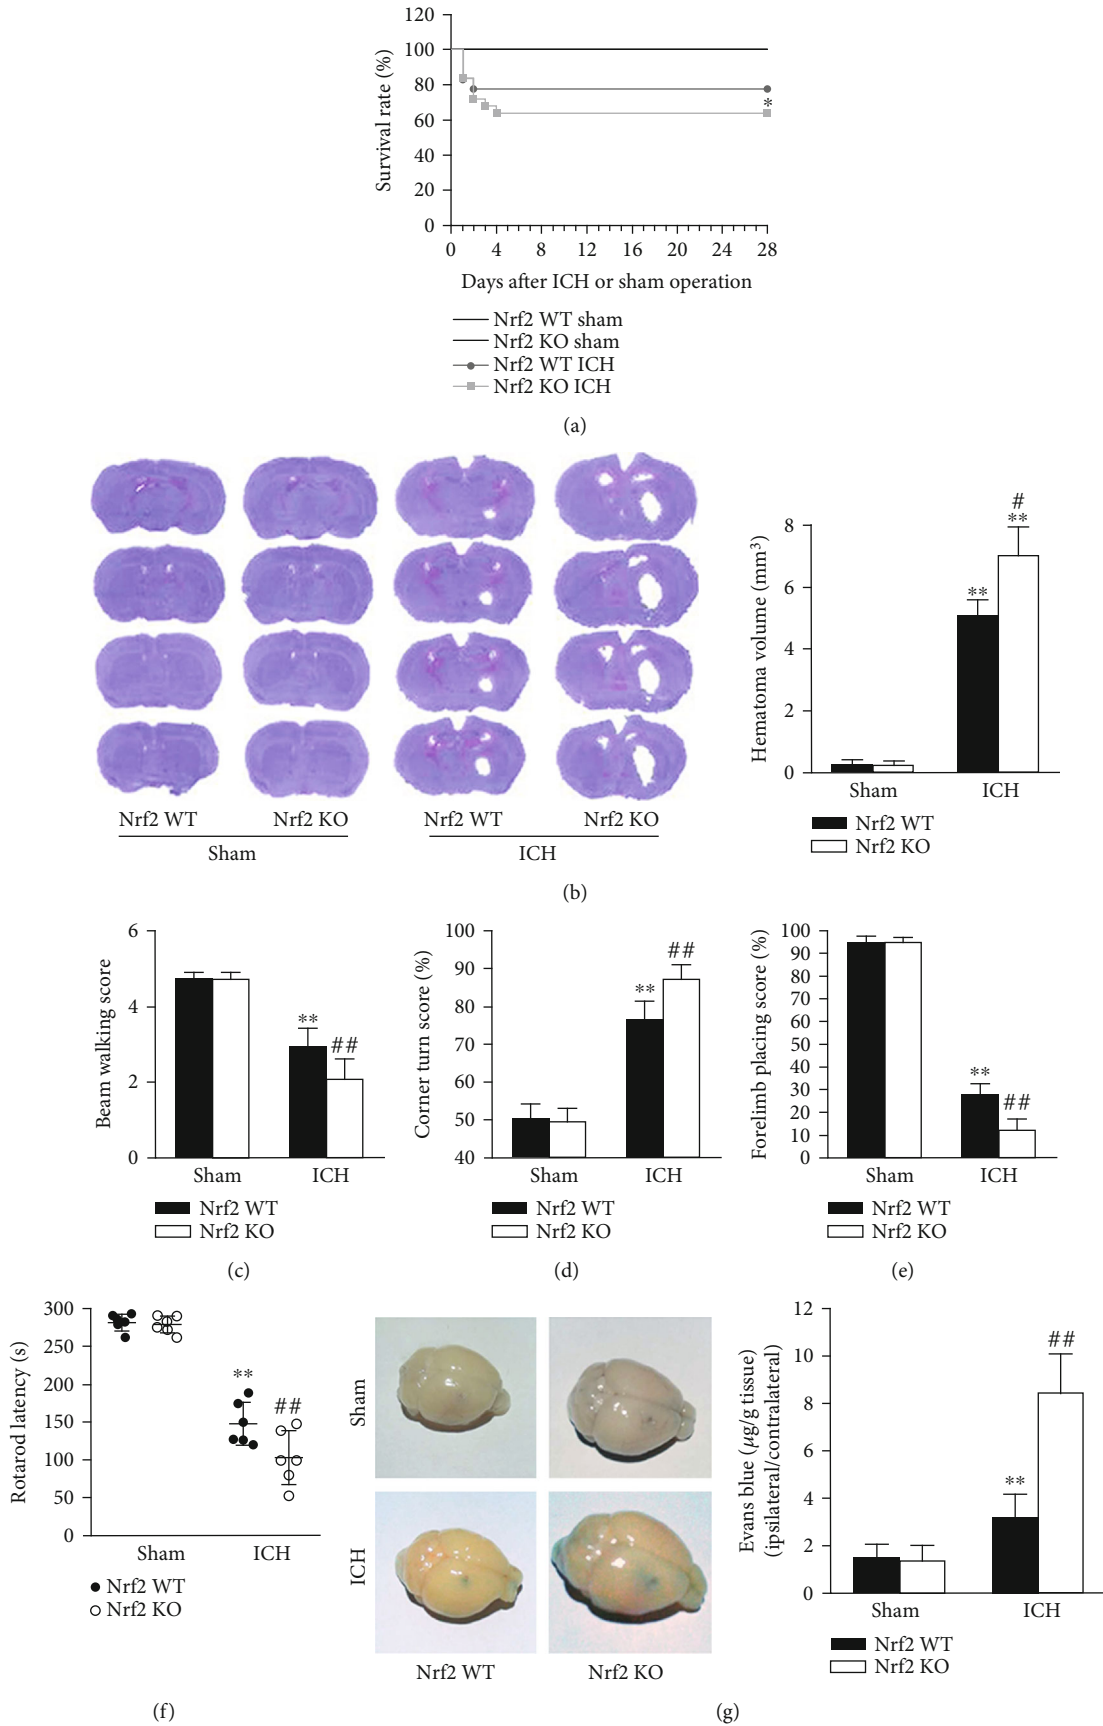 120
100
80
60
40
20
0
Survival rate (%)
*
0 4 8 12 16 20 24 28
Days after ICH or sham operation
Nrf2 WT sham
Nrf2 KO sham
Nrf2 WT ICH
Nrf2 KO ICH
(a)
Nrf2 WT Nrf2 KO Nrf2 WT Nrf2 KO
Sham ICH
8
6
4
2
0
Hematoma volume (mm³)
#
**
**
Sham ICH
Nrf2 WT
Nrf2 KO
(b)
6
4
2
0
Beam walking score
**
##
Sham ICH
Nrf2 WT
Nrf2 KO
(c)
100
90
80
70
60
50
40
Corner turn score (%)
##
**
Sham ICH
Nrf2 WT
Nrf2 KO
(d)
100
90
80
70
60
50
40
30
20
10
0
Forelimb placing score (%)
**
##
Sham ICH
Nrf2 WT
Nrf2 KO
(e)
300
250
200
150
100
50
0
Rotarod latency (s)
**
##
Sham ICH
Nrf2 WT
Nrf2 KO
(f)
Sham
ICH
Nrf2 WT Nrf2 KO
12
10
8
6
4
2
0
Evans blue (μg/g tissue)
(ipsilateral/contralateral)
##
**
Sham ICH
Nrf2 WT
Nrf2 KO
(g)